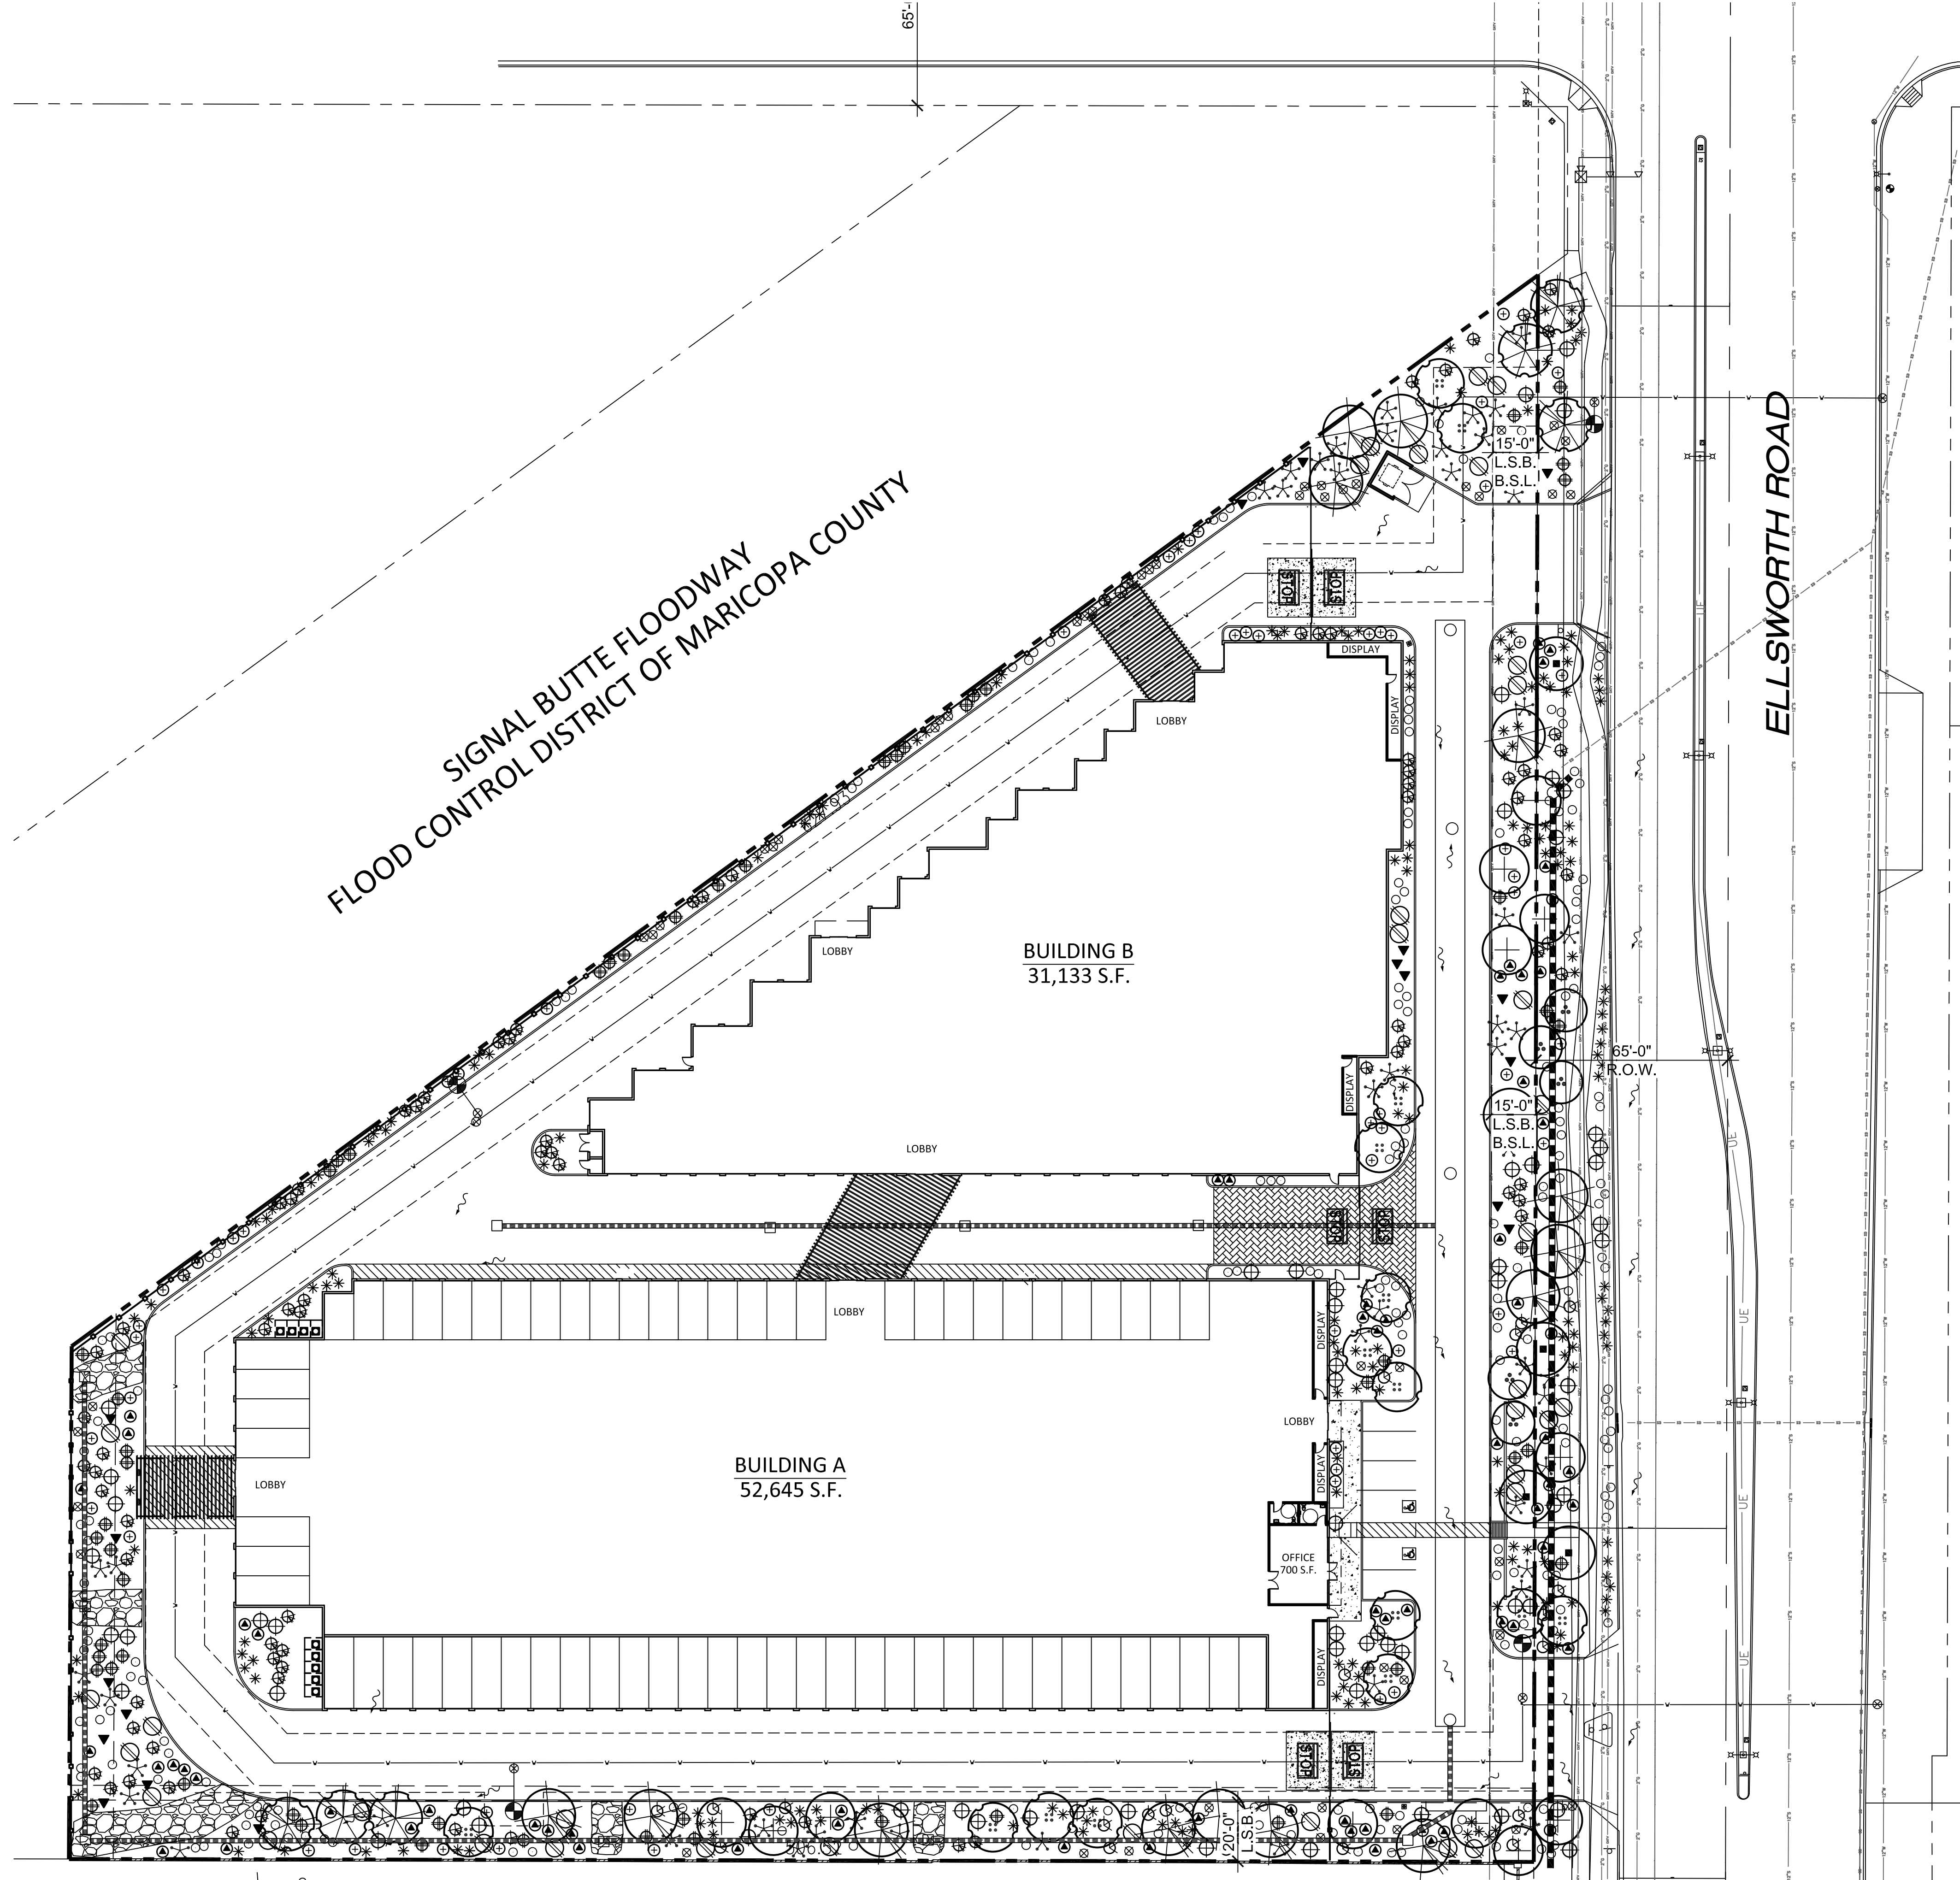 65'-
SIGNAL BUTTE FLOODWAY
FLOOD CONTROL DISTRICT OF MARICOPA COUNTY
ELLSWORTH ROAD
15'-0"
L.S.B.
B.S.L.
STOP
STOP
DISPLAY
DISPLAY
LOBBY
LOBBY
BUILDING B
31,133 S.F.
UE
65'-0"
R.O.W.
UE
DISPLAY
15'-0"
L.S.B.
B.S.L.
LOBBY
STOP
STOP
LOBBY
DISPLAY
UE
LOBBY
BUILDING A
52,645 S.F.
LOBBY
DISPLAY
UE
OFFICE
700 S.F.
DISPLAY
UE
STOP
STOP
20'-0"
L.S.B.